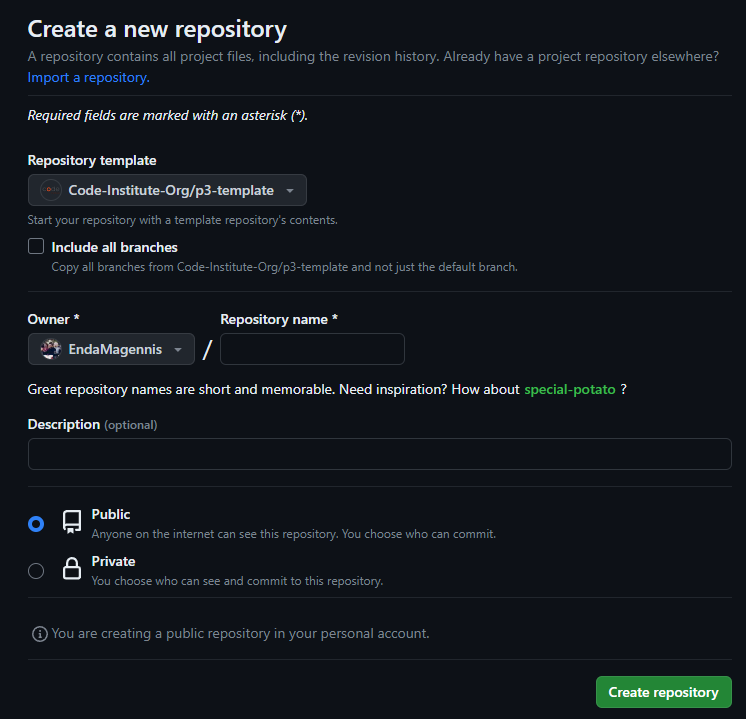 Create a new repository
A repository contains all project files, including the revision history. Already have a project repository elsewhere?
Import a repository.
Required fields are marked with an asterisk (*).
Repository template
Code-Institute-Org/p3-template
Start your repository with a template repository's contents.
Include all branches
Copy all branches from Code-Institute-Org/p3-template and not just the default branch.
Owner * Repository name *
EndaMagennis /
Great repository names are short and memorable. Need inspiration? How about special-potato ?
Description (optional)
Public
Anyone on the internet can see this repository. You choose who can commit.
Private
You choose who can see and commit to this repository.
You are creating a public repository in your personal account.
Create repository